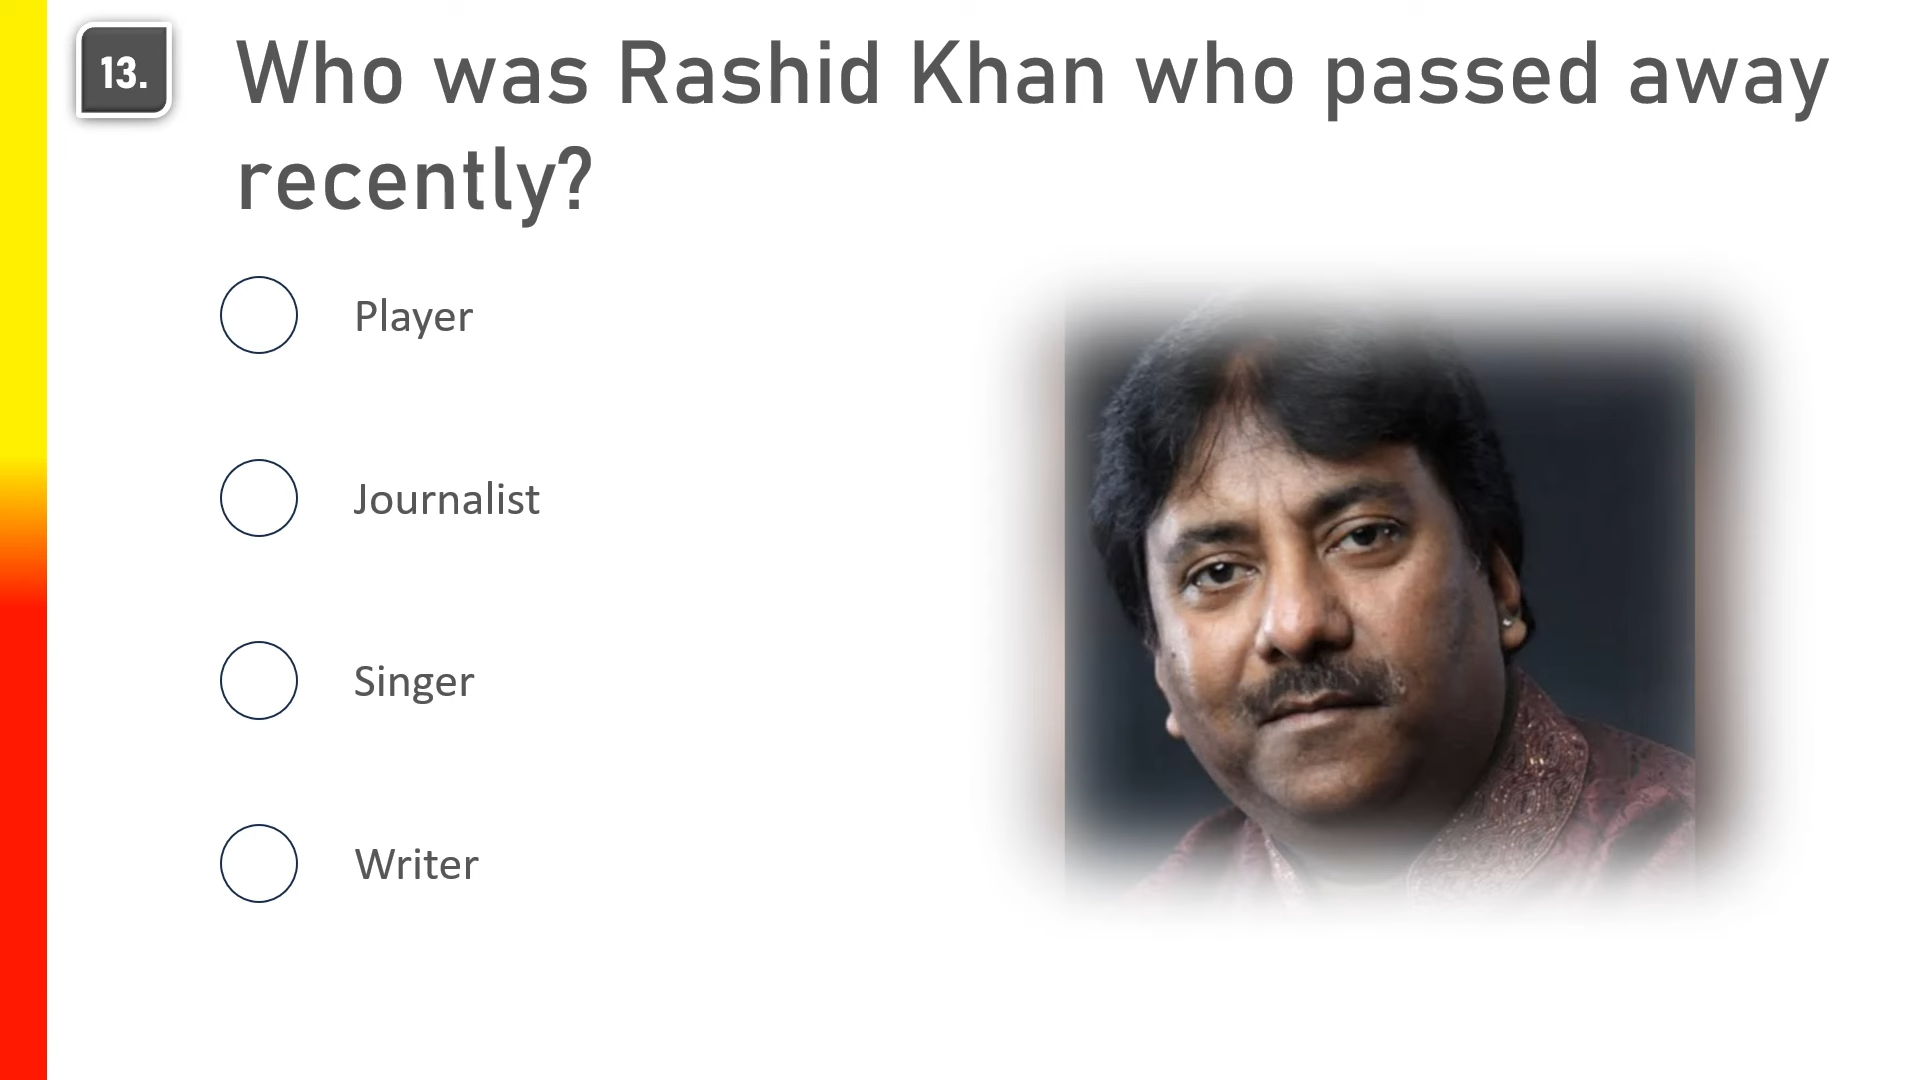 13.
Who was Rashid Khan who passed away
recently?
Player
Journalist
Singer
Writer